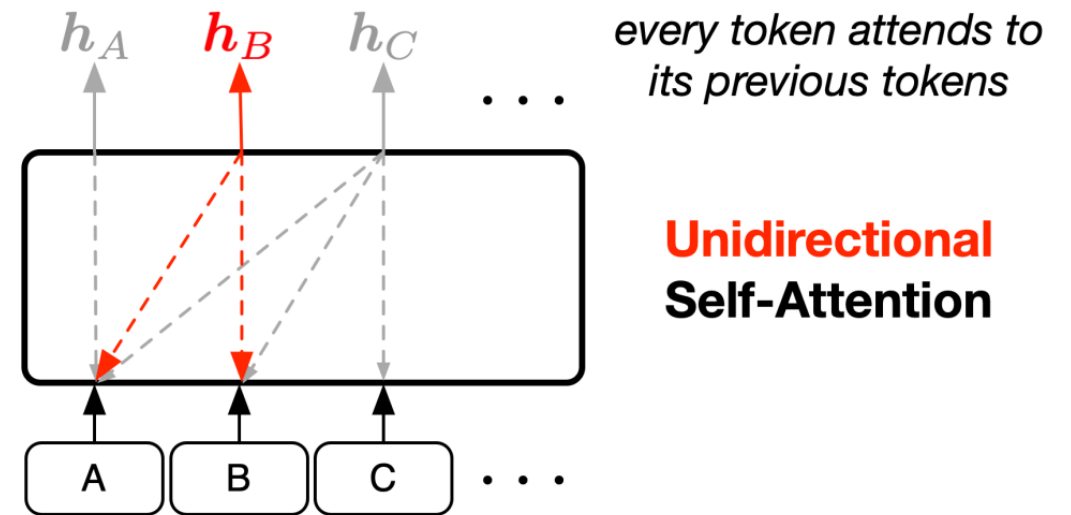 h_A h_B h_C
every token attends to
its previous tokens
. . .
Unidirectional
Self-Attention
A B C . . .